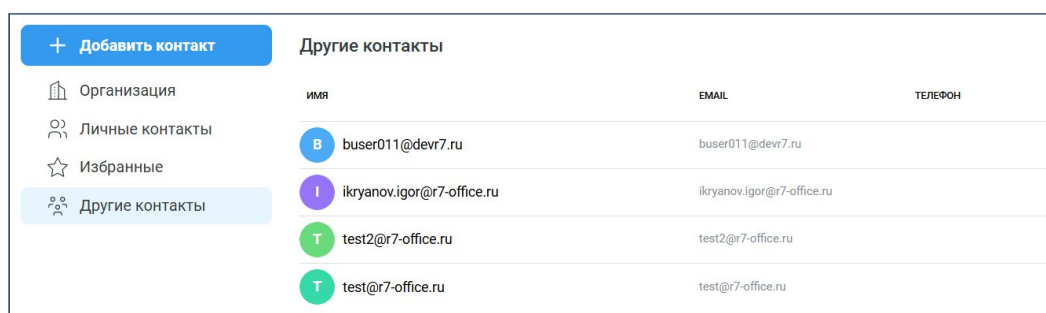 Добавить контакт
Организация
Личные контакты
Избранные
Другие контакты
Другие контакты
ИМЯ EMAIL ТЕЛЕФОН
B buser011@devr7.ru buser011@devr7.ru
I ikryanov.igor@r7-office.ru ikryanov.igor@r7-office.ru
T test2@r7-office.ru test2@r7-office.ru
T test@r7-office.ru test@r7-office.ru